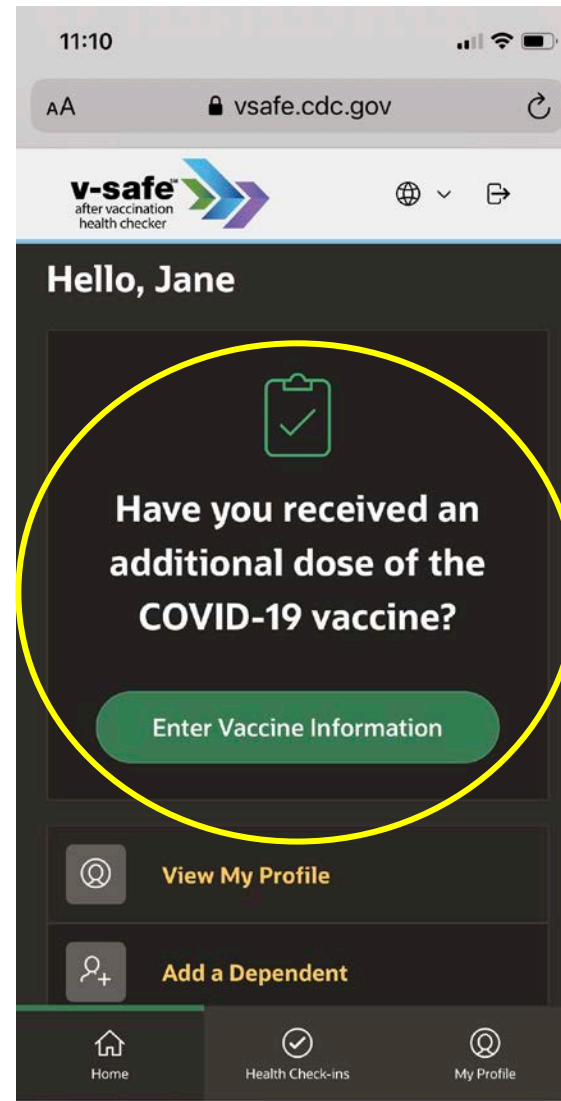 11:10
AA vsafe.cdc.gov
v-safe™
after vaccination
health checker
Hello, Jane
Have you received an
additional dose of the
COVID-19 vaccine?
Enter Vaccine Information
View My Profile
Add a Dependent
Home Health Check-ins My Profile